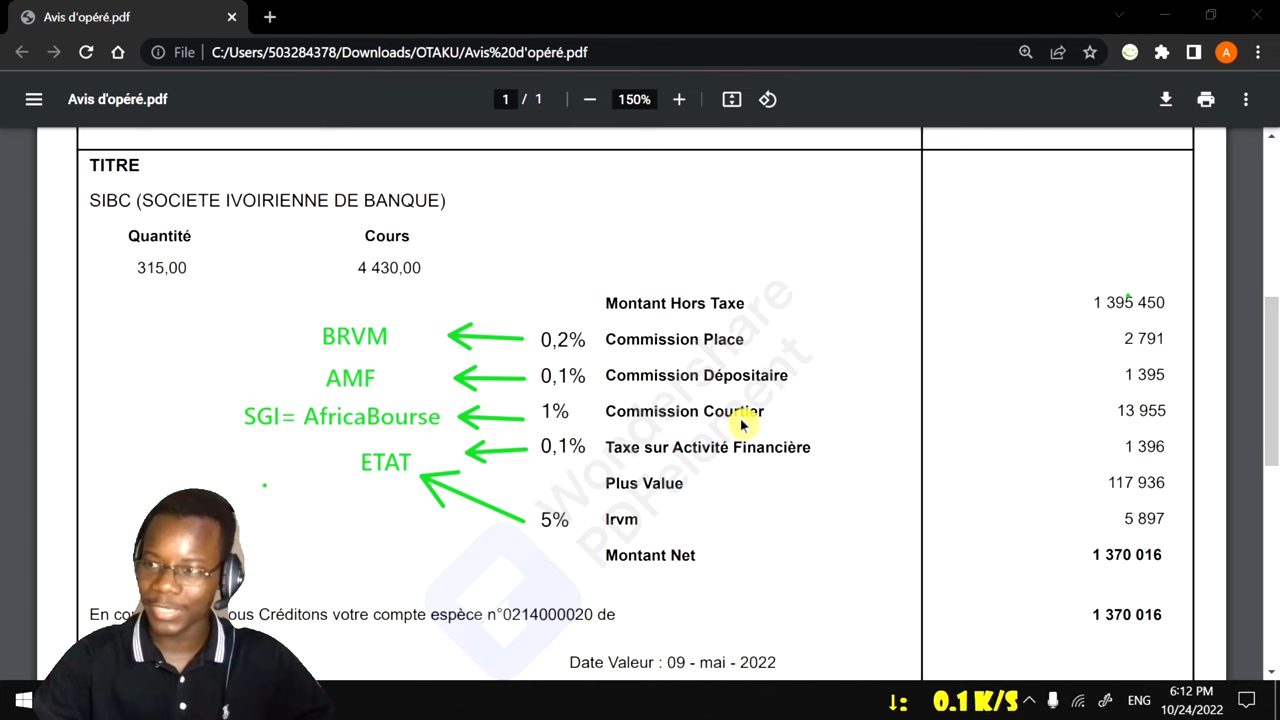 Avis d'opéré.pdf
File C:/Users/503284378/Downloads/OTAKU/Avis%20d'opéré.pdf
A
Avis d'opéré.pdf 1 / 1 150%
TITRE
SIBC (SOCIETE IVOIRIENNE DE BANQUE)
Quantité Cours
315,00 4 430,00
Montant Hors Taxe 1 395 450
BRVM 0,2% Commission Place 2 791
AMF 0,1% Commission Dépositaire 1 395
SGI= AfricaBourse 1% Commission Courtier 13 955
ETAT 0,1% Taxe sur Activité Financière 1 396
Plus Value 117 936
5% Irvm 5 897
Montant Net 1 370 016
Wondershare
PDFelement
En co ous Créditons votre compte espèce n°0214000020 de 1 370 016
Date Valeur : 09 - mai - 2022
0.1 K/S ENG 6:12 PM
10/24/2022